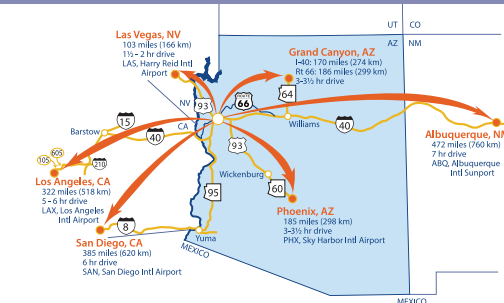 UT
CO
AZ
NM
Las Vegas, NV
103 miles (166 km)
1½ – 2 hr drive
LAS, Harry Reid Intl
Airport
Grand Canyon, AZ
I-40: 170 miles (274 km)
Rt 66: 186 miles (299 km)
3–3½ hr drive
64
ROUTE
66
93
NV
CA
15
Barstow
40
Williams
40
Albuquerque, NM
472 miles (760 km)
7 hr drive
ABQ, Albuquerque
Intl Sunport
93
10S
60S
210
Wickenburg
60
95
Los Angeles, CA
322 miles (518 km)
5 – 6 hr drive
LAX, Los Angeles
Intl Airport
Phoenix, AZ
185 miles (298 km)
3–3½ hr drive
PHX, Sky Harbor Intl Airport
8
Yuma
San Diego, CA
385 miles (620 km)
6 hr drive
SAN, San Diego Intl Airport
MEXICO
MEXICO